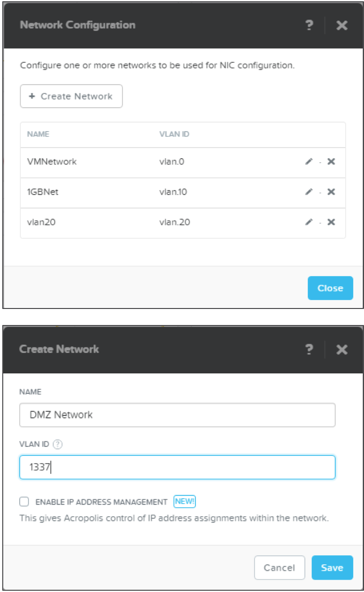 Network Configuration ?
Configure one or more networks to be used for NIC configuration.
+ Create Network
NAME VLAN ID
VMNetwork vlan.0
1GBNet vlan.10
vlan20 vlan.20
Close
Create Network ?
NAME
DMZ Network
VLAN ID ?
1337
ENABLE IP ADDRESS MANAGEMENT NEW!
This gives Acropolis control of IP address assignments within the network.
Cancel Save